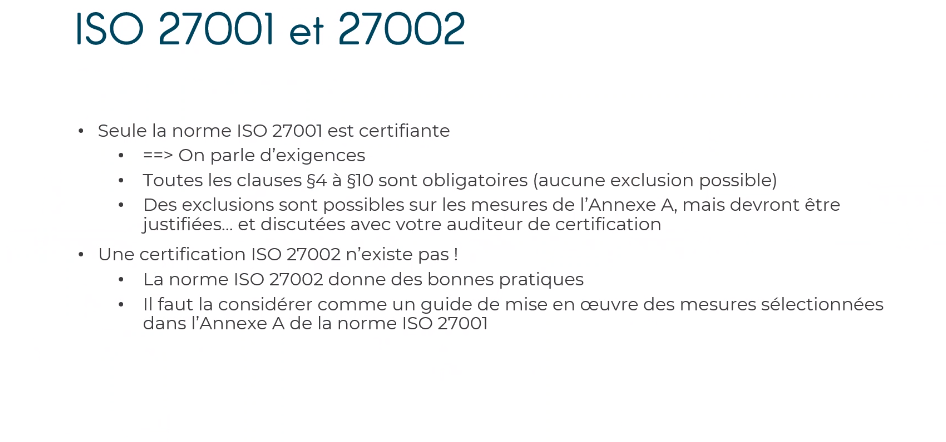 ISO 27001 et 27002
• Seule la norme ISO 27001 est certifiante
• ==> On parle d’exigences
• Toutes les clauses §4 à §10 sont obligatoires (aucune exclusion possible)
• Des exclusions sont possibles sur les mesures de l’Annexe A, mais devront être
justifiées... et discutées avec votre auditeur de certification
• Une certification ISO 27002 n’existe pas !
• La norme ISO 27002 donne des bonnes pratiques
• Il faut la considérer comme un guide de mise en œuvre des mesures sélectionnées
dans l’Annexe A de la norme ISO 27001